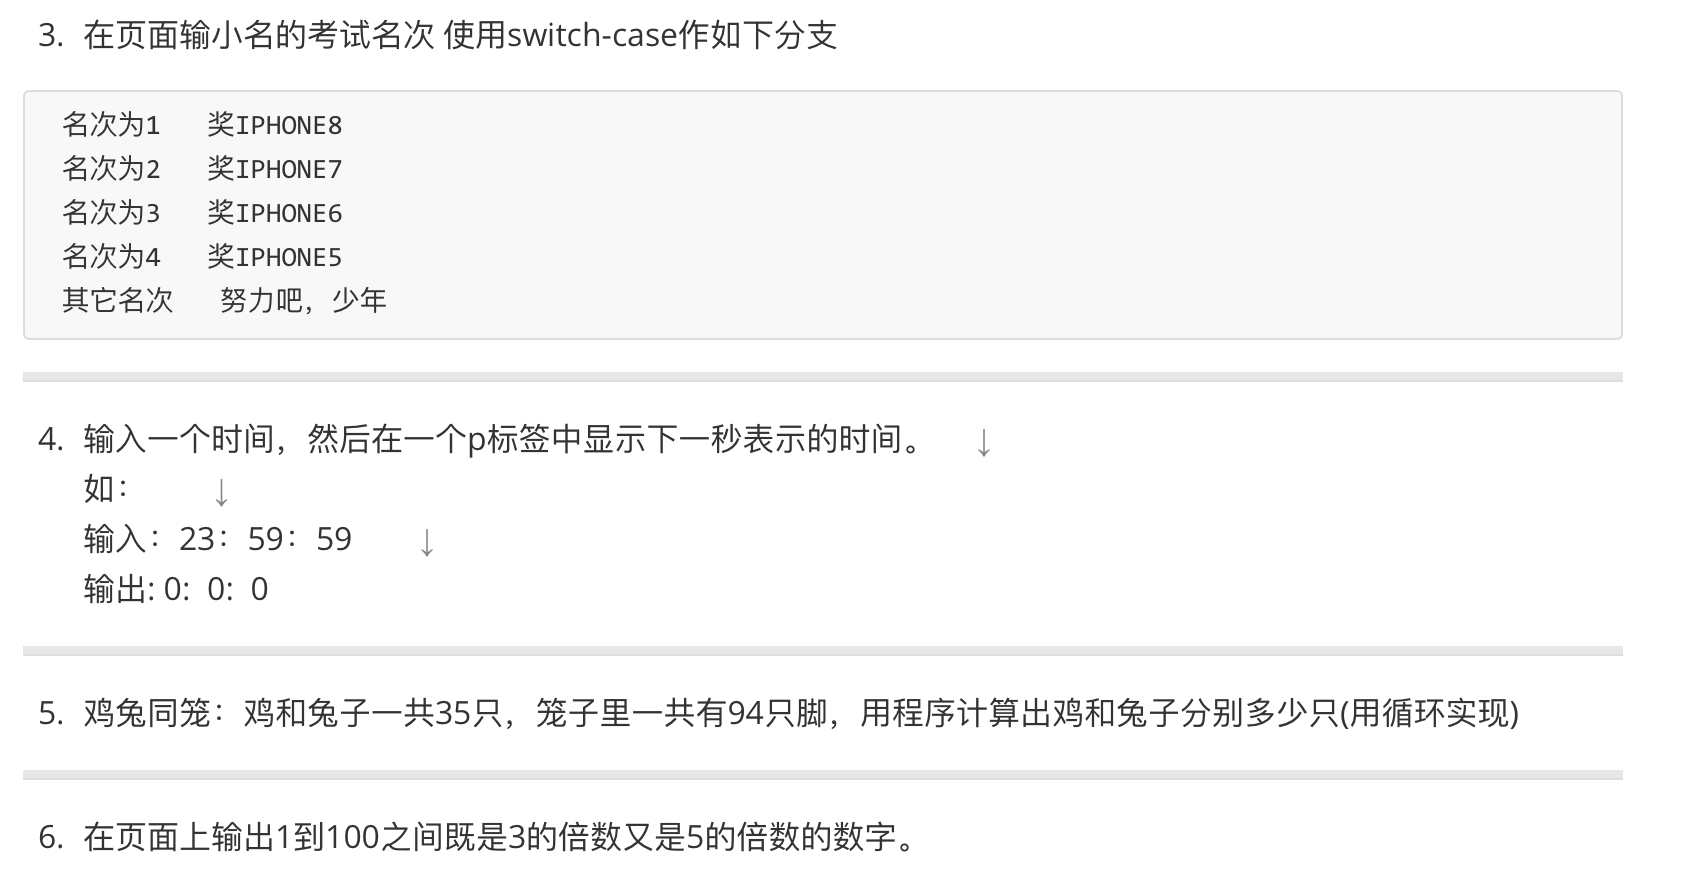 3. 在页面输小名的考试名次 使用switch-case作如下分支
名次为1 奖IPHONE8
名次为2 奖IPHONE7
名次为3 奖IPHONE6
名次为4 奖IPHONE5
其它名次 努力吧，少年
4. 输入一个时间，然后在一个p标签中显示下一秒表示的时间。 ↓
如： ↓
输入：23：59：59 ↓
输出: 0: 0: 0
5. 鸡兔同笼：鸡和兔子一共35只，笼子里一共有94只脚，用程序计算出鸡和兔子分别多少只(用循环实现)
6. 在页面上输出1到100之间既是3的倍数又是5的倍数的数字。